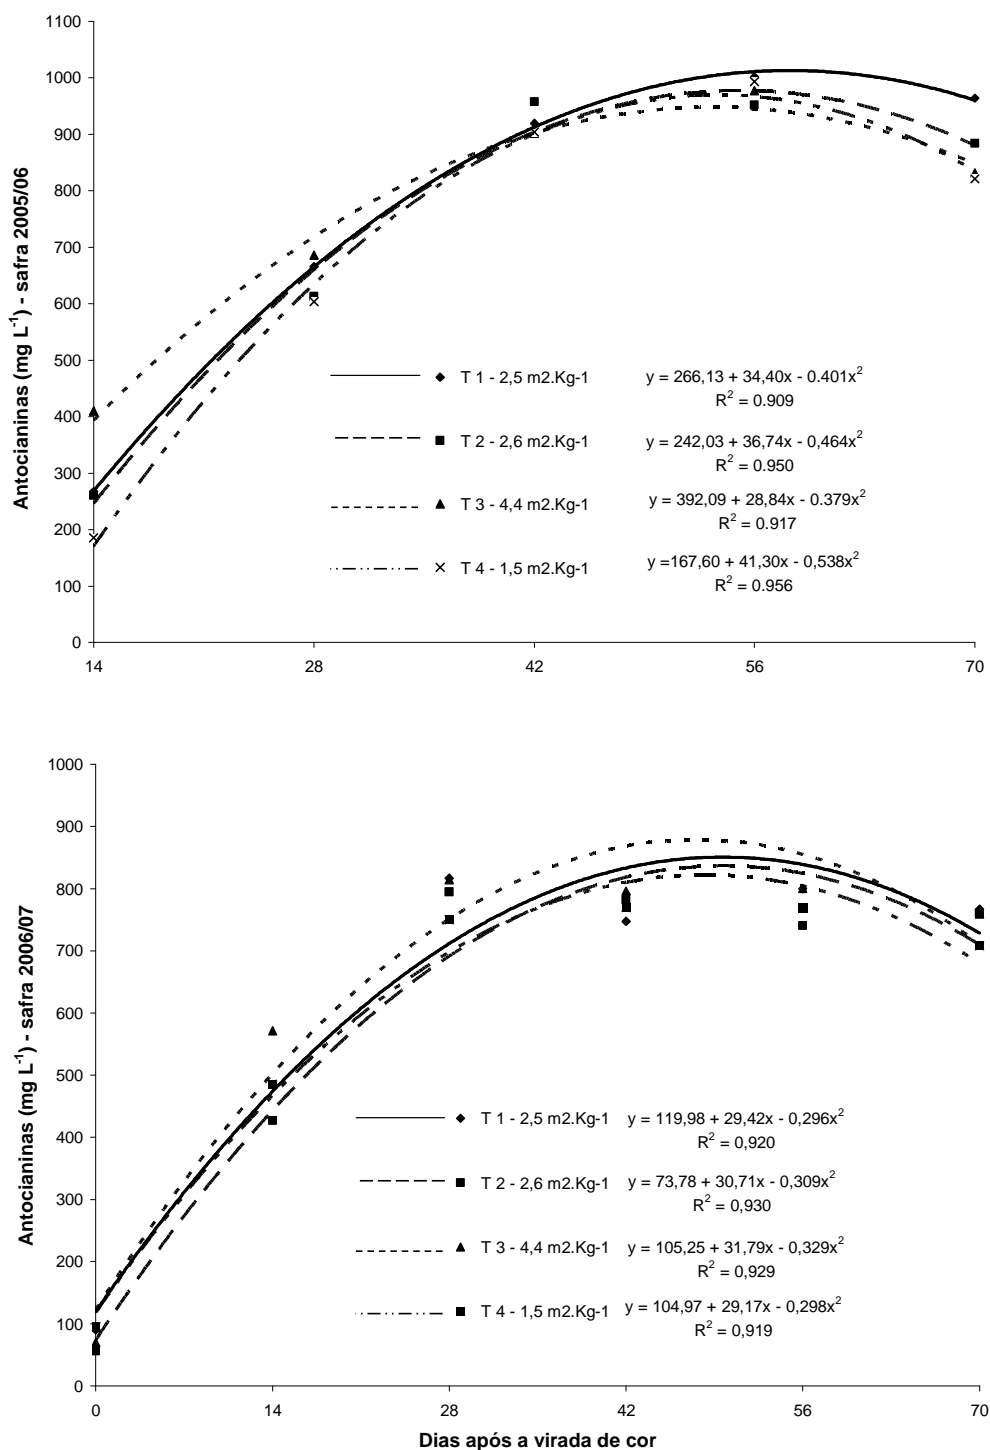 Antocianinas (mg L⁻¹) - safra 2005/06
1100
1000
900
800
700
600
500
400
300
200
100
0
T 1 - 2,5 m2.Kg-1 y = 266,13 + 34,40x - 0.401x²
R² = 0.909
T 2 - 2,6 m2.Kg-1 y = 242,03 + 36,74x - 0,464x²
R² = 0.950
T 3 - 4,4 m2.Kg-1 y = 392,09 + 28,84x - 0.379x²
R² = 0.917
T 4 - 1,5 m2.Kg-1 y =167,60 + 41,30x - 0,538x²
R² = 0.956
14 28 42 56 70
Antocianinas (mg L⁻¹) - safra 2006/07
1000
900
800
700
600
500
400
300
200
100
0
T 1 - 2,5 m2.Kg-1 y = 119,98 + 29,42x - 0,296x²
R² = 0,920
T 2 - 2,6 m2.Kg-1 y = 73,78 + 30,71x - 0,309x²
R² = 0,930
T 3 - 4,4 m2.Kg-1 y = 105,25 + 31,79x - 0,329x²
R² = 0,929
T 4 - 1,5 m2.Kg-1 y = 104,97 + 29,17x - 0,298x²
R² = 0,919
0 14 28 42 56 70
Dias após a virada de cor